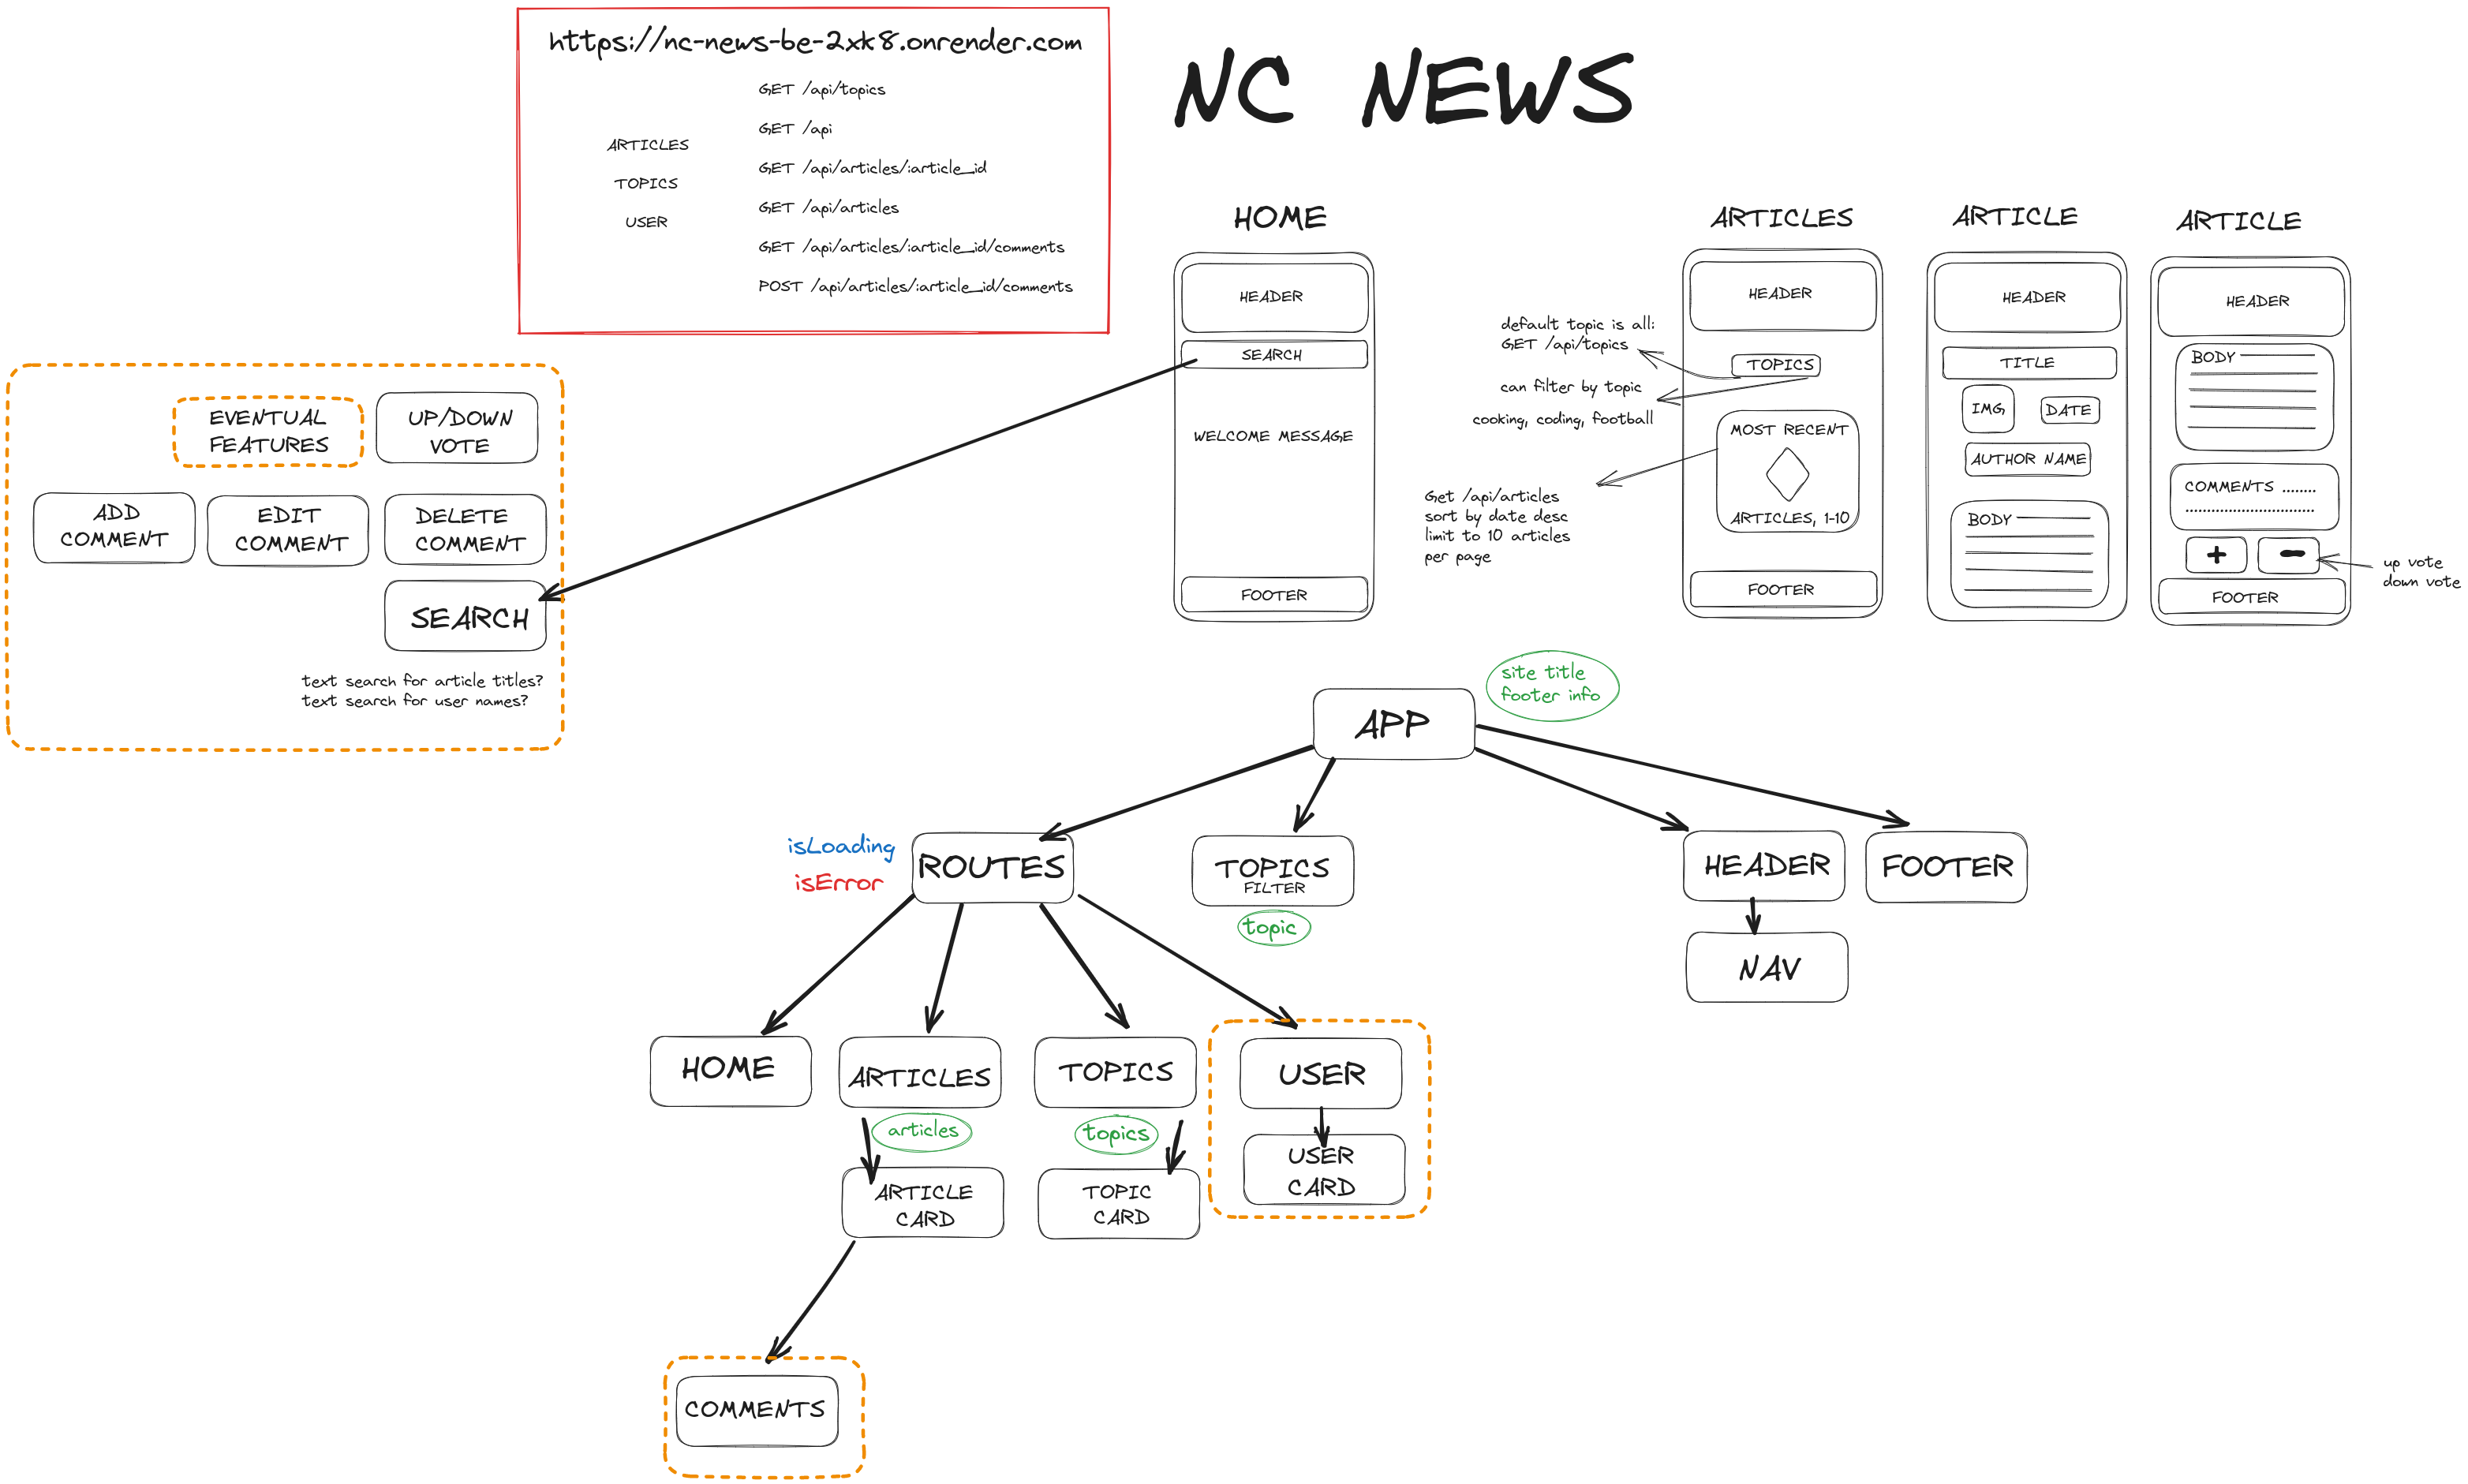 https://nc-news-be-2xk8.onrender.com
GET /api/topics
GET /api
GET /api/articles/:article_id
GET /api/articles
GET /api/articles/:article_id/comments
POST /api/articles/:article_id/comments
ARTICLES
TOPICS
USER
NC NEWS
EVENTUAL
FEATURES
UP/DOWN
VOTE
ADD
COMMENT
EDIT
COMMENT
DELETE
COMMENT
SEARCH
text search for article titles?
text search for user names?
HOME
HEADER
SEARCH
WELCOME MESSAGE
FOOTER
default topic is all:
GET /api/topics
can filter by topic
cooking, coding, football
Get /api/articles
sort by date desc
limit to 10 articles
per page
ARTICLES
HEADER
TOPICS
MOST RECENT
ARTICLES, 1-10
FOOTER
ARTICLE
HEADER
TITLE
IMG
DATE
AUTHOR NAME
BODY
ARTICLE
HEADER
BODY
COMMENTS ........
..............................
+
-
FOOTER
up vote
down vote
APP
site title
footer info
isLoading
isError
ROUTES
TOPICS
FILTER
topic
HEADER
FOOTER
NAV
HOME
ARTICLES
TOPICS
USER
articles
topics
ARTICLE
CARD
TOPIC
CARD
USER
CARD
COMMENTS